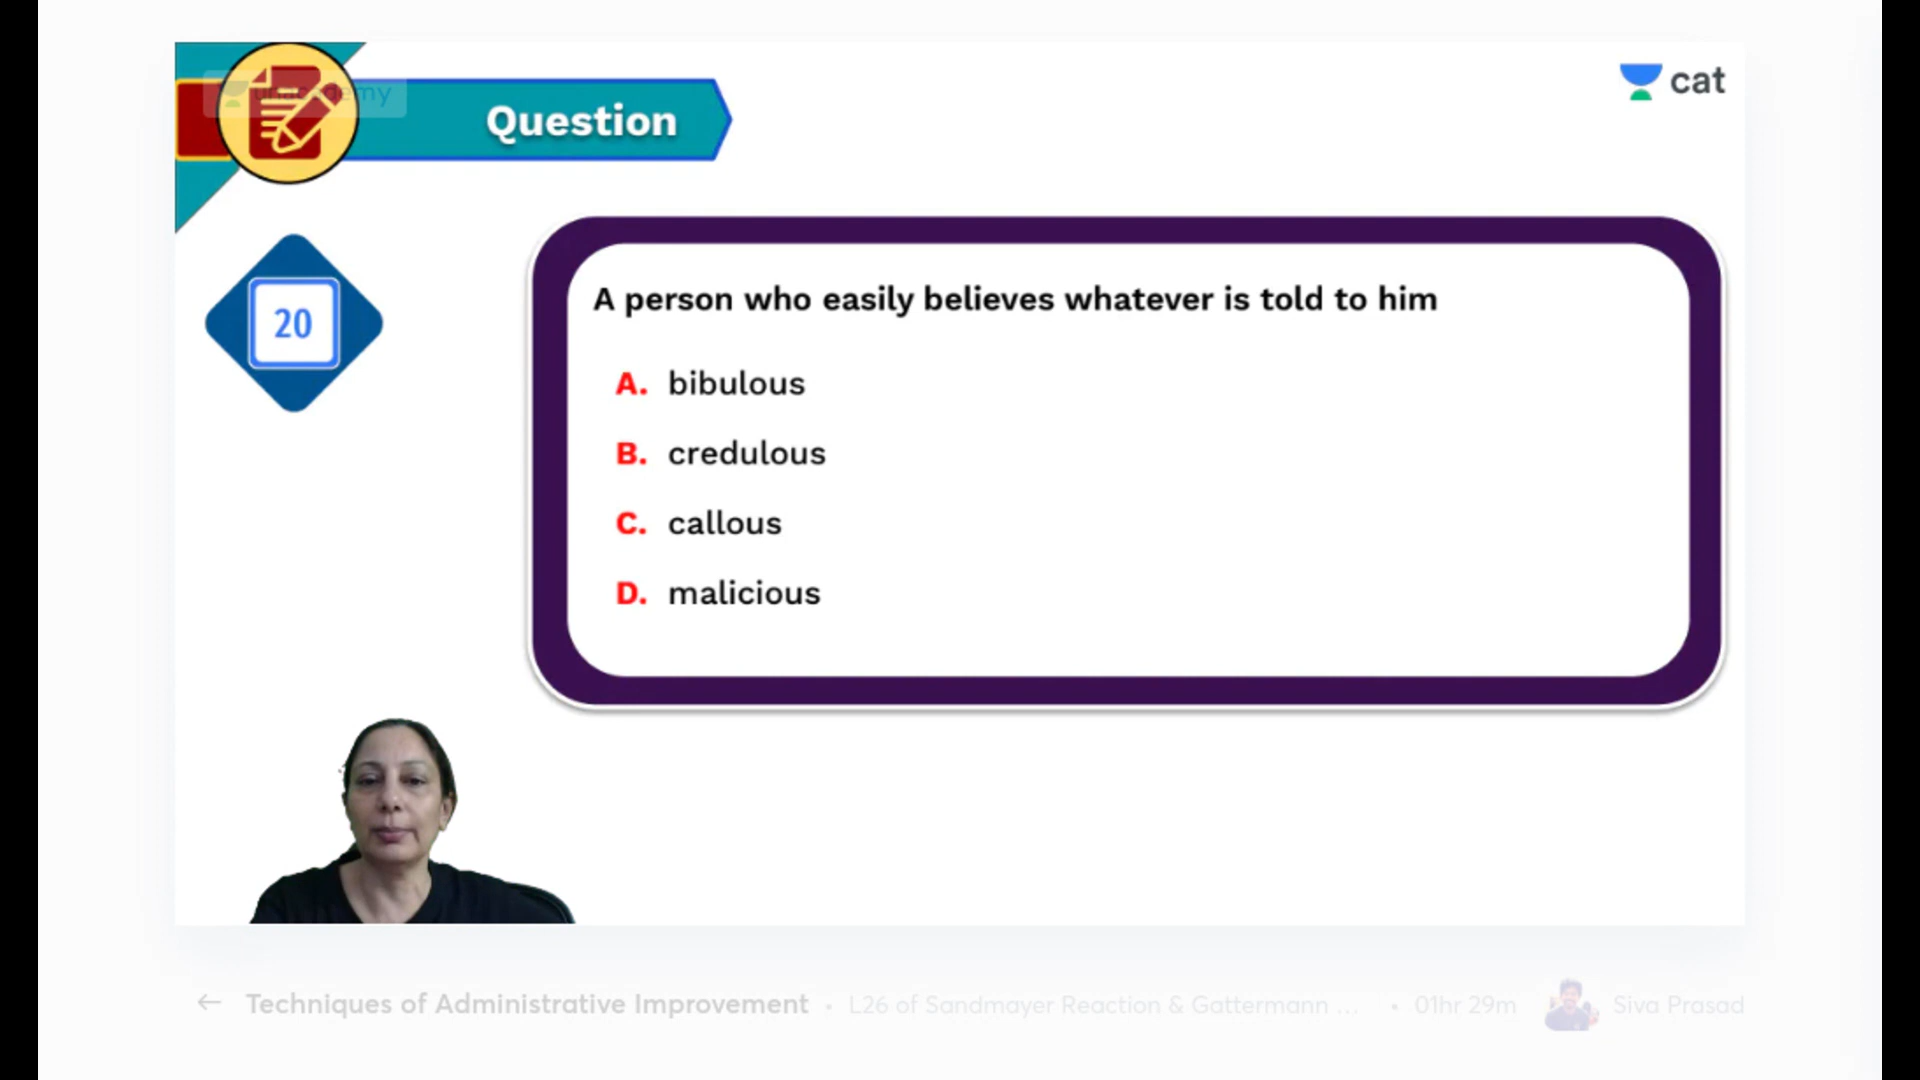 unacademy
Question
cat
20
A person who easily believes whatever is told to him
A. bibulous
B. credulous
C. callous
D. malicious
← Techniques of Administrative Improvement • L26 of Sandmayer Reaction & Gattermann ... • 01hr 29m Siva Prasad